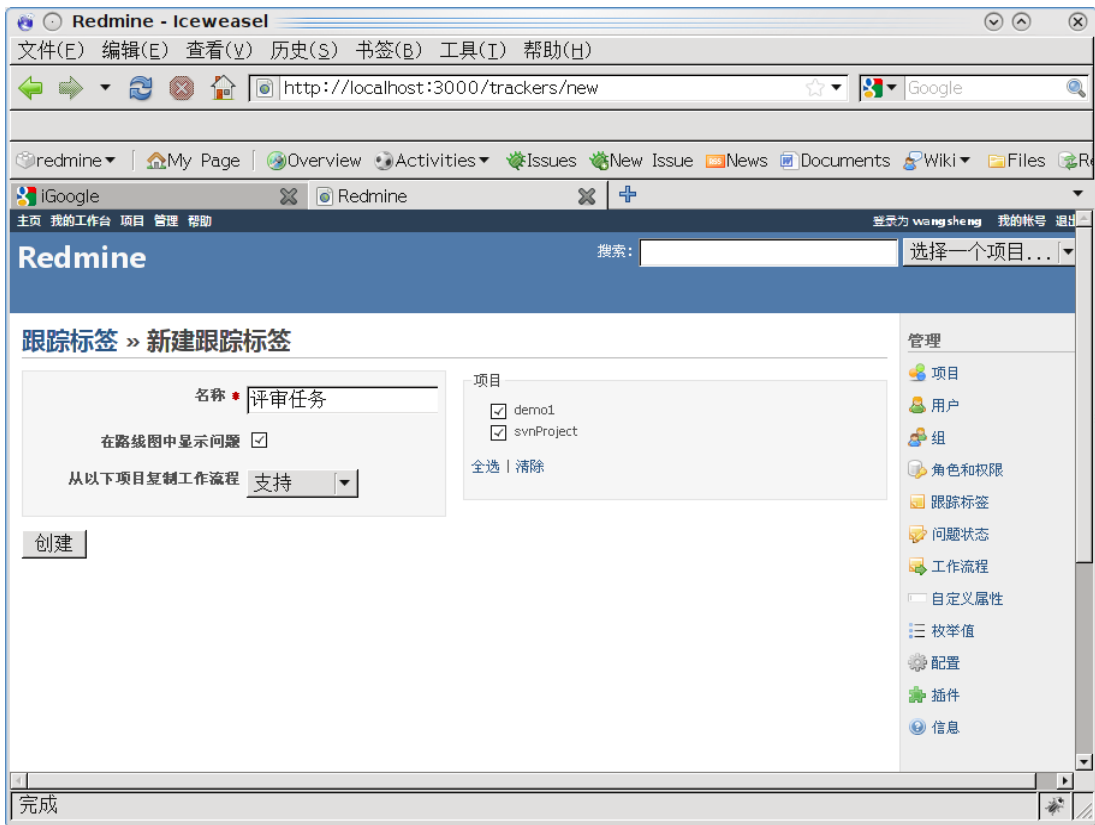 Redmine - Iceweasel
文件(F) 编辑(E) 查看(V) 历史(S) 书签(B) 工具(T) 帮助(H)
http://localhost:3000/trackers/new Google
redmine My Page Overview Activities Issues New Issue News Documents Wiki Files Re
iGoogle Redmine
主页 我的工作台 项目 管理 帮助 登录为 wangsheng 我的帐号 退出
Redmine 搜索: 选择一个项目...
跟踪标签 » 新建跟踪标签
名称 * 评审任务
在路线图中显示问题
从以下项目复制工作流程 支持
创建
项目
demo1
svnProject
全选 | 清除
管理
项目
用户
组
角色和权限
跟踪标签
问题状态
工作流程
自定义属性
枚举值
配置
插件
信息
完成